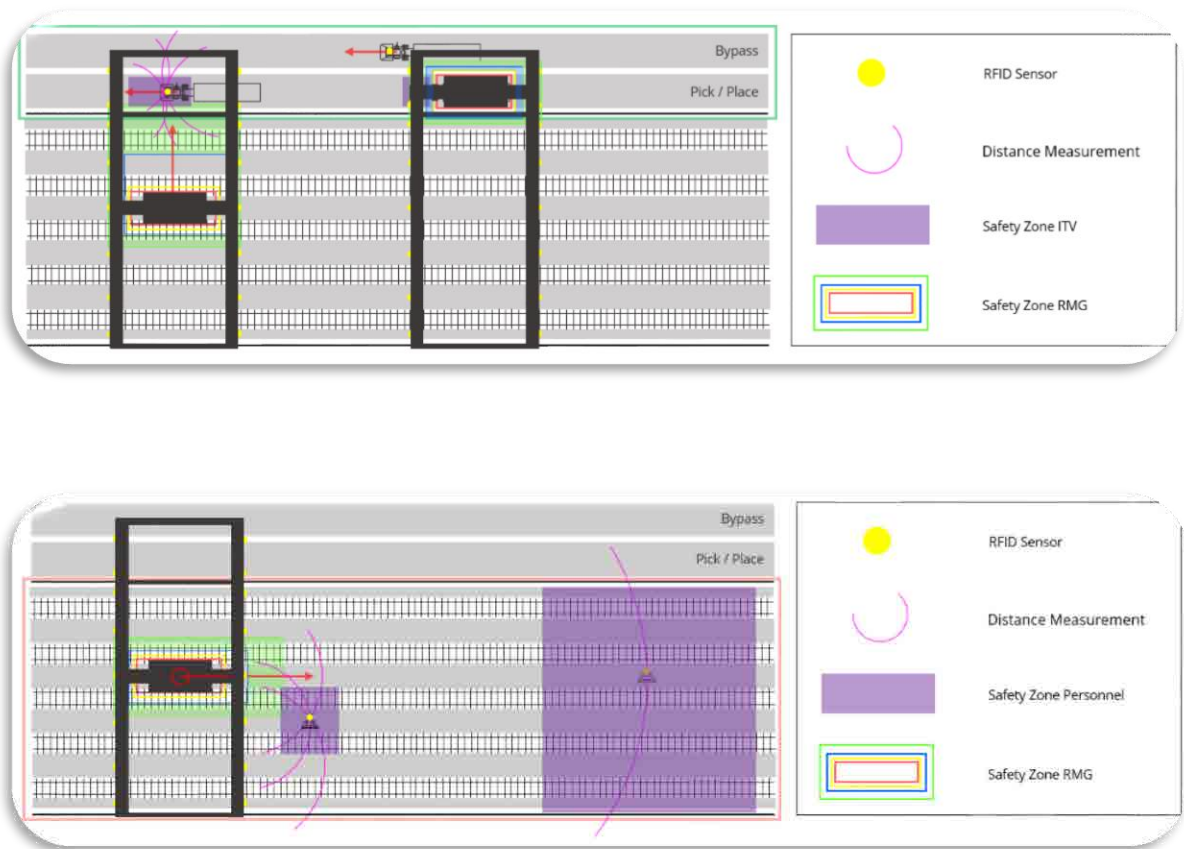 Bypass
Pick / Place
RFID Sensor
Distance Measurement
Safety Zone ITV
Safety Zone RMG
Bypass
Pick / Place
RFID Sensor
Distance Measurement
Safety Zone Personnel
Safety Zone RMG